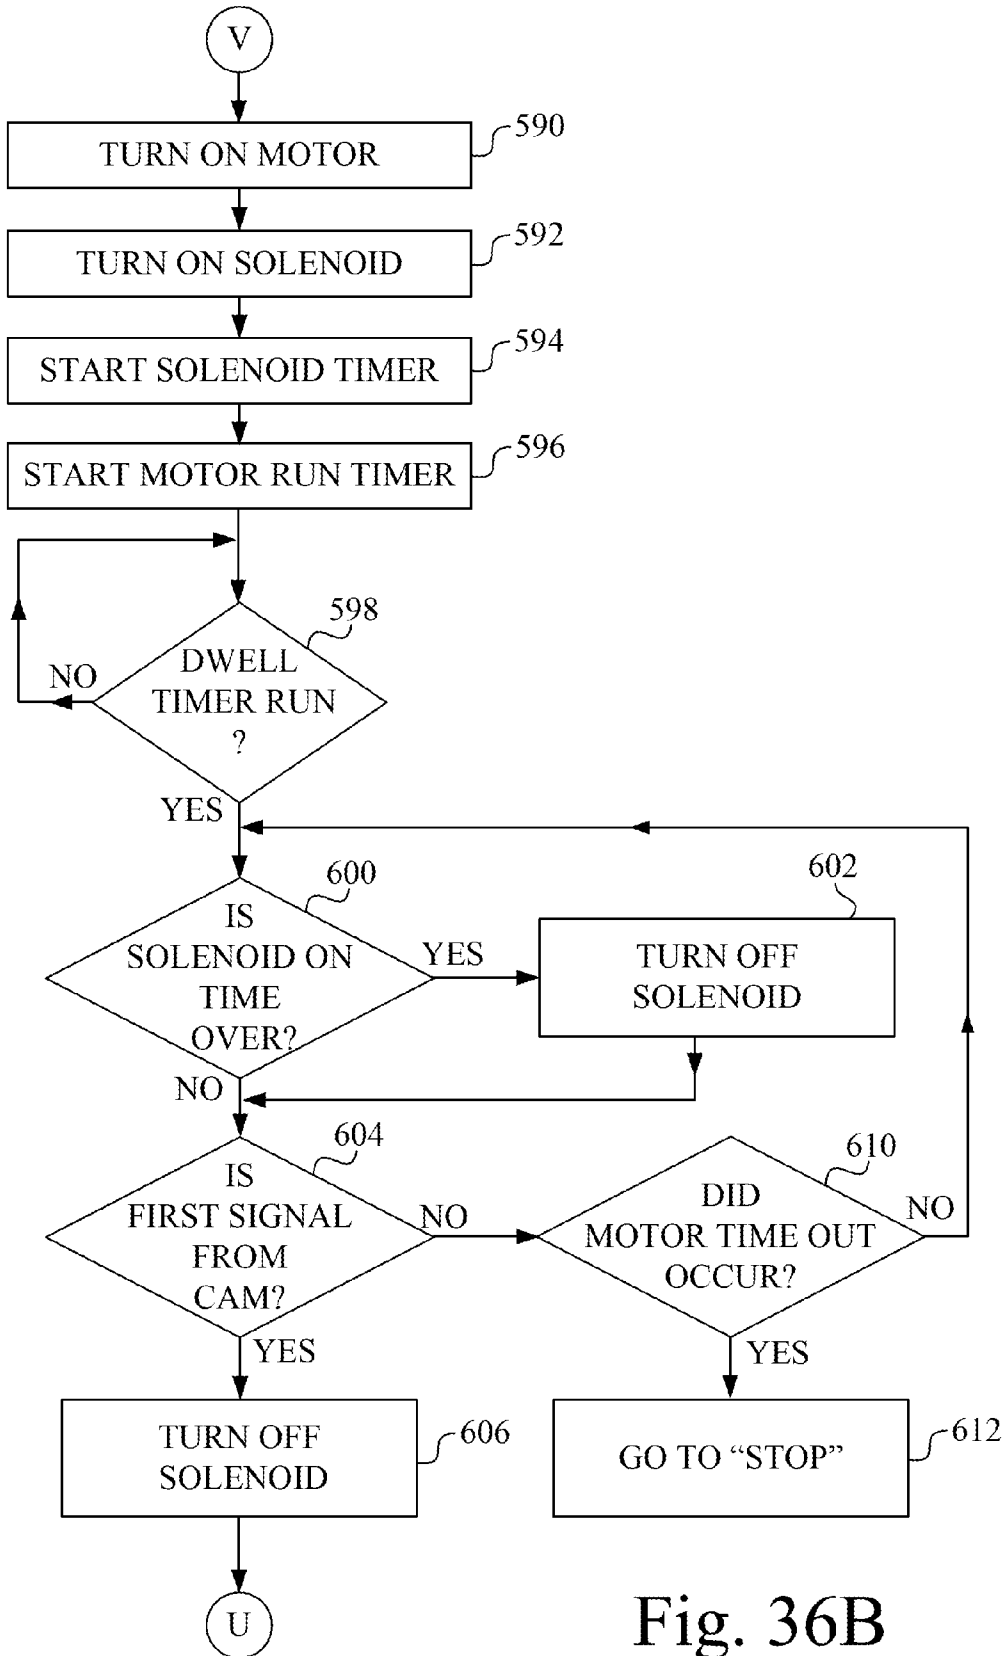 V
TURN ON MOTOR
590
TURN ON SOLENOID
592
START SOLENOID TIMER
594
START MOTOR RUN TIMER
596
598
DWELL
TIMER RUN
?
NO
YES
600
IS
SOLENOID ON
TIME
OVER?
YES
NO
602
TURN OFF
SOLENOID
604
IS
FIRST SIGNAL
FROM
CAM?
NO
YES
610
DID
MOTOR TIME OUT
OCCUR?
NO
YES
TURN OFF
SOLENOID
606
GO TO “STOP”
612
U
Fig. 36B